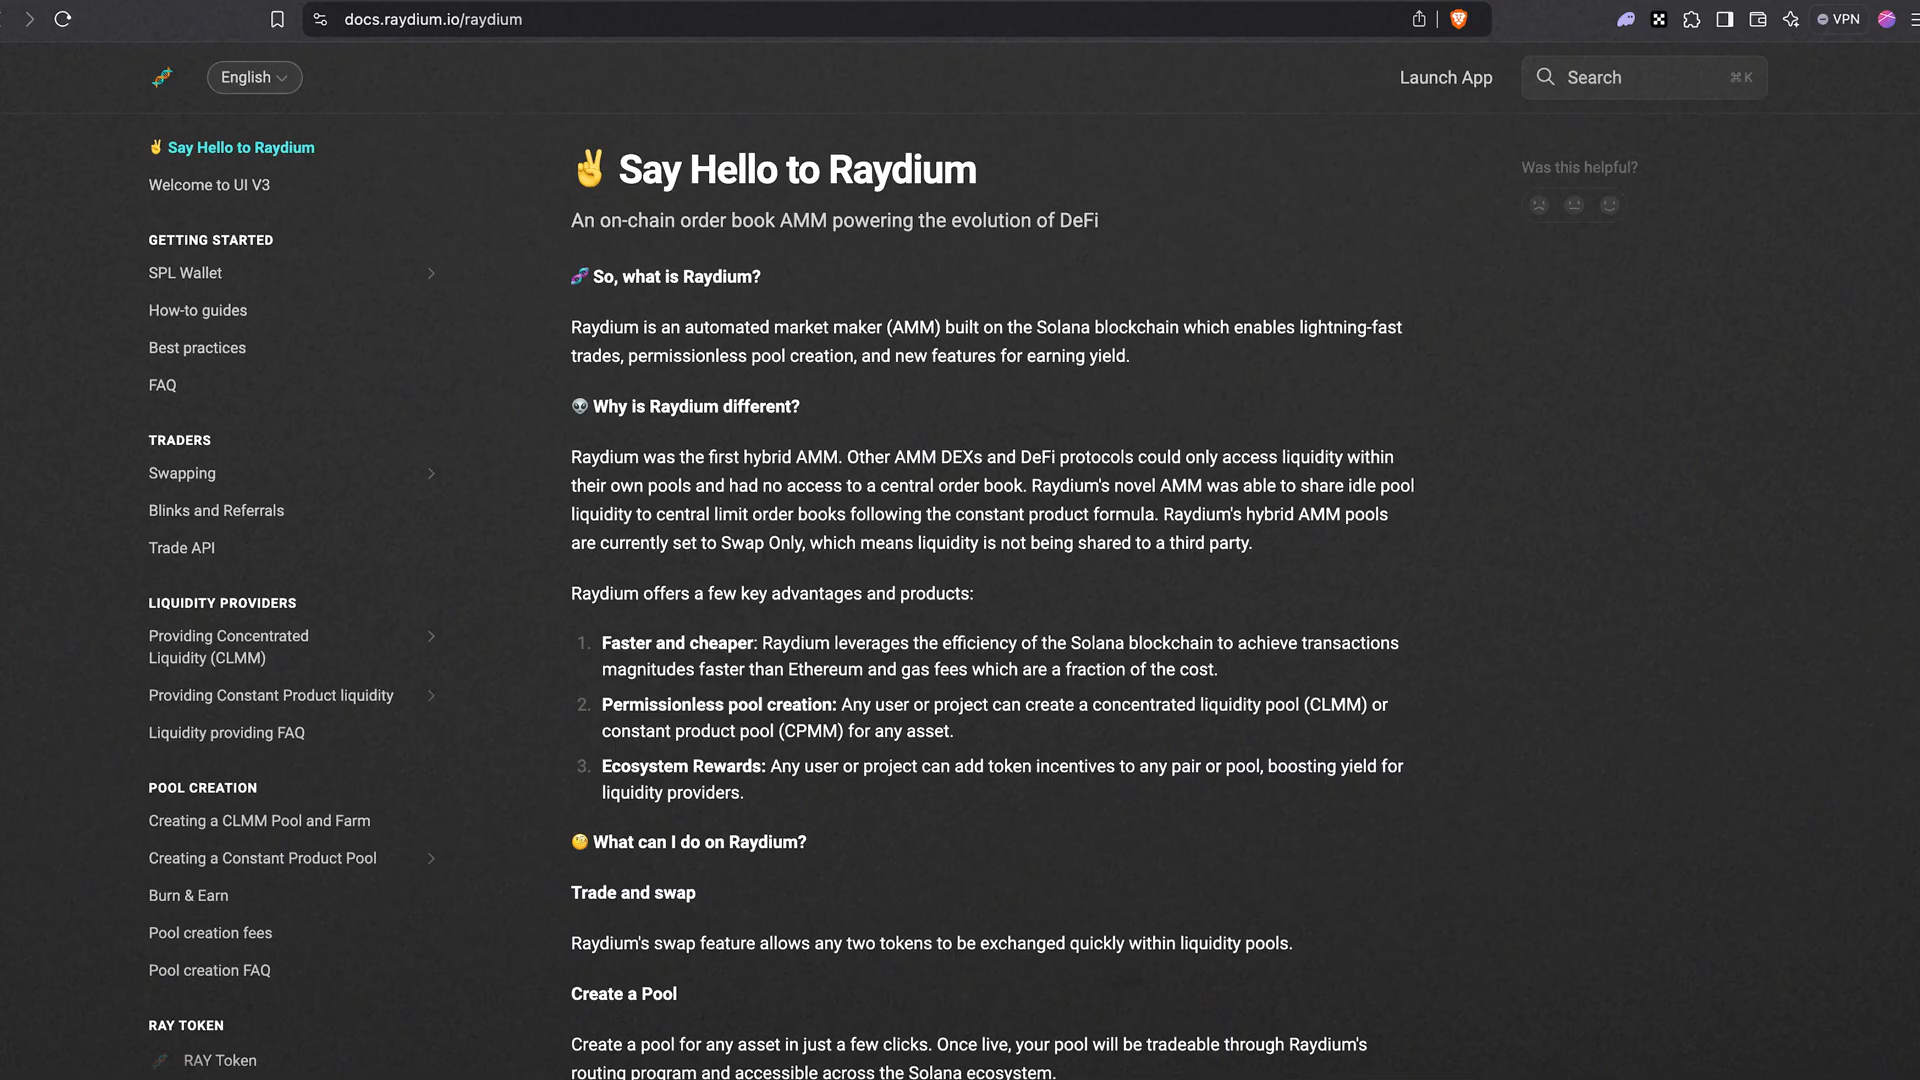 docs.raydium.io/raydium
VPN
English
Launch App
Search
⌘K
✌️ Say Hello to Raydium
Welcome to UI V3
GETTING STARTED
SPL Wallet
How-to guides
Best practices
FAQ
TRADERS
Swapping
Blinks and Referrals
Trade API
LIQUIDITY PROVIDERS
Providing Concentrated
Liquidity (CLMM)
Providing Constant Product liquidity
Liquidity providing FAQ
POOL CREATION
Creating a CLMM Pool and Farm
Creating a Constant Product Pool
Burn & Earn
Pool creation fees
Pool creation FAQ
RAY TOKEN
RAY Token
✌️ Say Hello to Raydium
An on-chain order book AMM powering the evolution of DeFi
🧬 So, what is Raydium?
Raydium is an automated market maker (AMM) built on the Solana blockchain which enables lightning-fast
trades, permissionless pool creation, and new features for earning yield.
👽 Why is Raydium different?
Raydium was the first hybrid AMM. Other AMM DEXs and DeFi protocols could only access liquidity within
their own pools and had no access to a central order book. Raydium's novel AMM was able to share idle pool
liquidity to central limit order books following the constant product formula. Raydium's hybrid AMM pools
are currently set to Swap Only, which means liquidity is not being shared to a third party.
Raydium offers a few key advantages and products:
1. Faster and cheaper: Raydium leverages the efficiency of the Solana blockchain to achieve transactions
magnitudes faster than Ethereum and gas fees which are a fraction of the cost.
2. Permissionless pool creation: Any user or project can create a concentrated liquidity pool (CLMM) or
constant product pool (CPMM) for any asset.
3. Ecosystem Rewards: Any user or project can add token incentives to any pair or pool, boosting yield for
liquidity providers.
🧐 What can I do on Raydium?
Trade and swap
Raydium's swap feature allows any two tokens to be exchanged quickly within liquidity pools.
Create a Pool
Create a pool for any asset in just a few clicks. Once live, your pool will be tradeable through Raydium's
routing program and accessible across the Solana ecosystem.
Was this helpful?